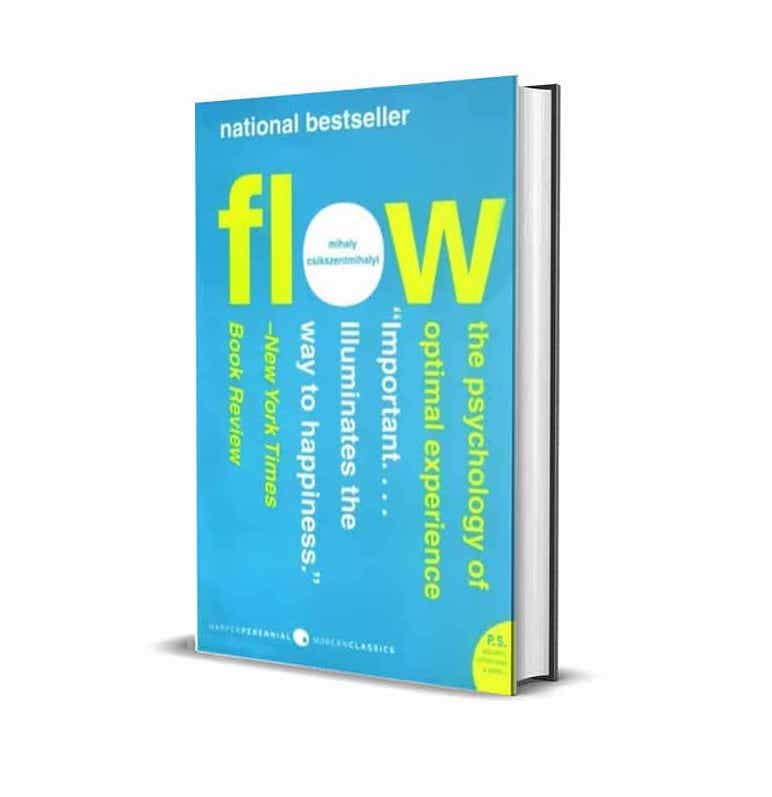 national bestseller
flow
mihaly
csikszentmihalyi
the psychology of
optimal experience
“Important. . . .
Illuminates the
way to happiness.”
—New York Times
Book Review
HARPERPERENNIAL MODERNCLASSICS
P.S.